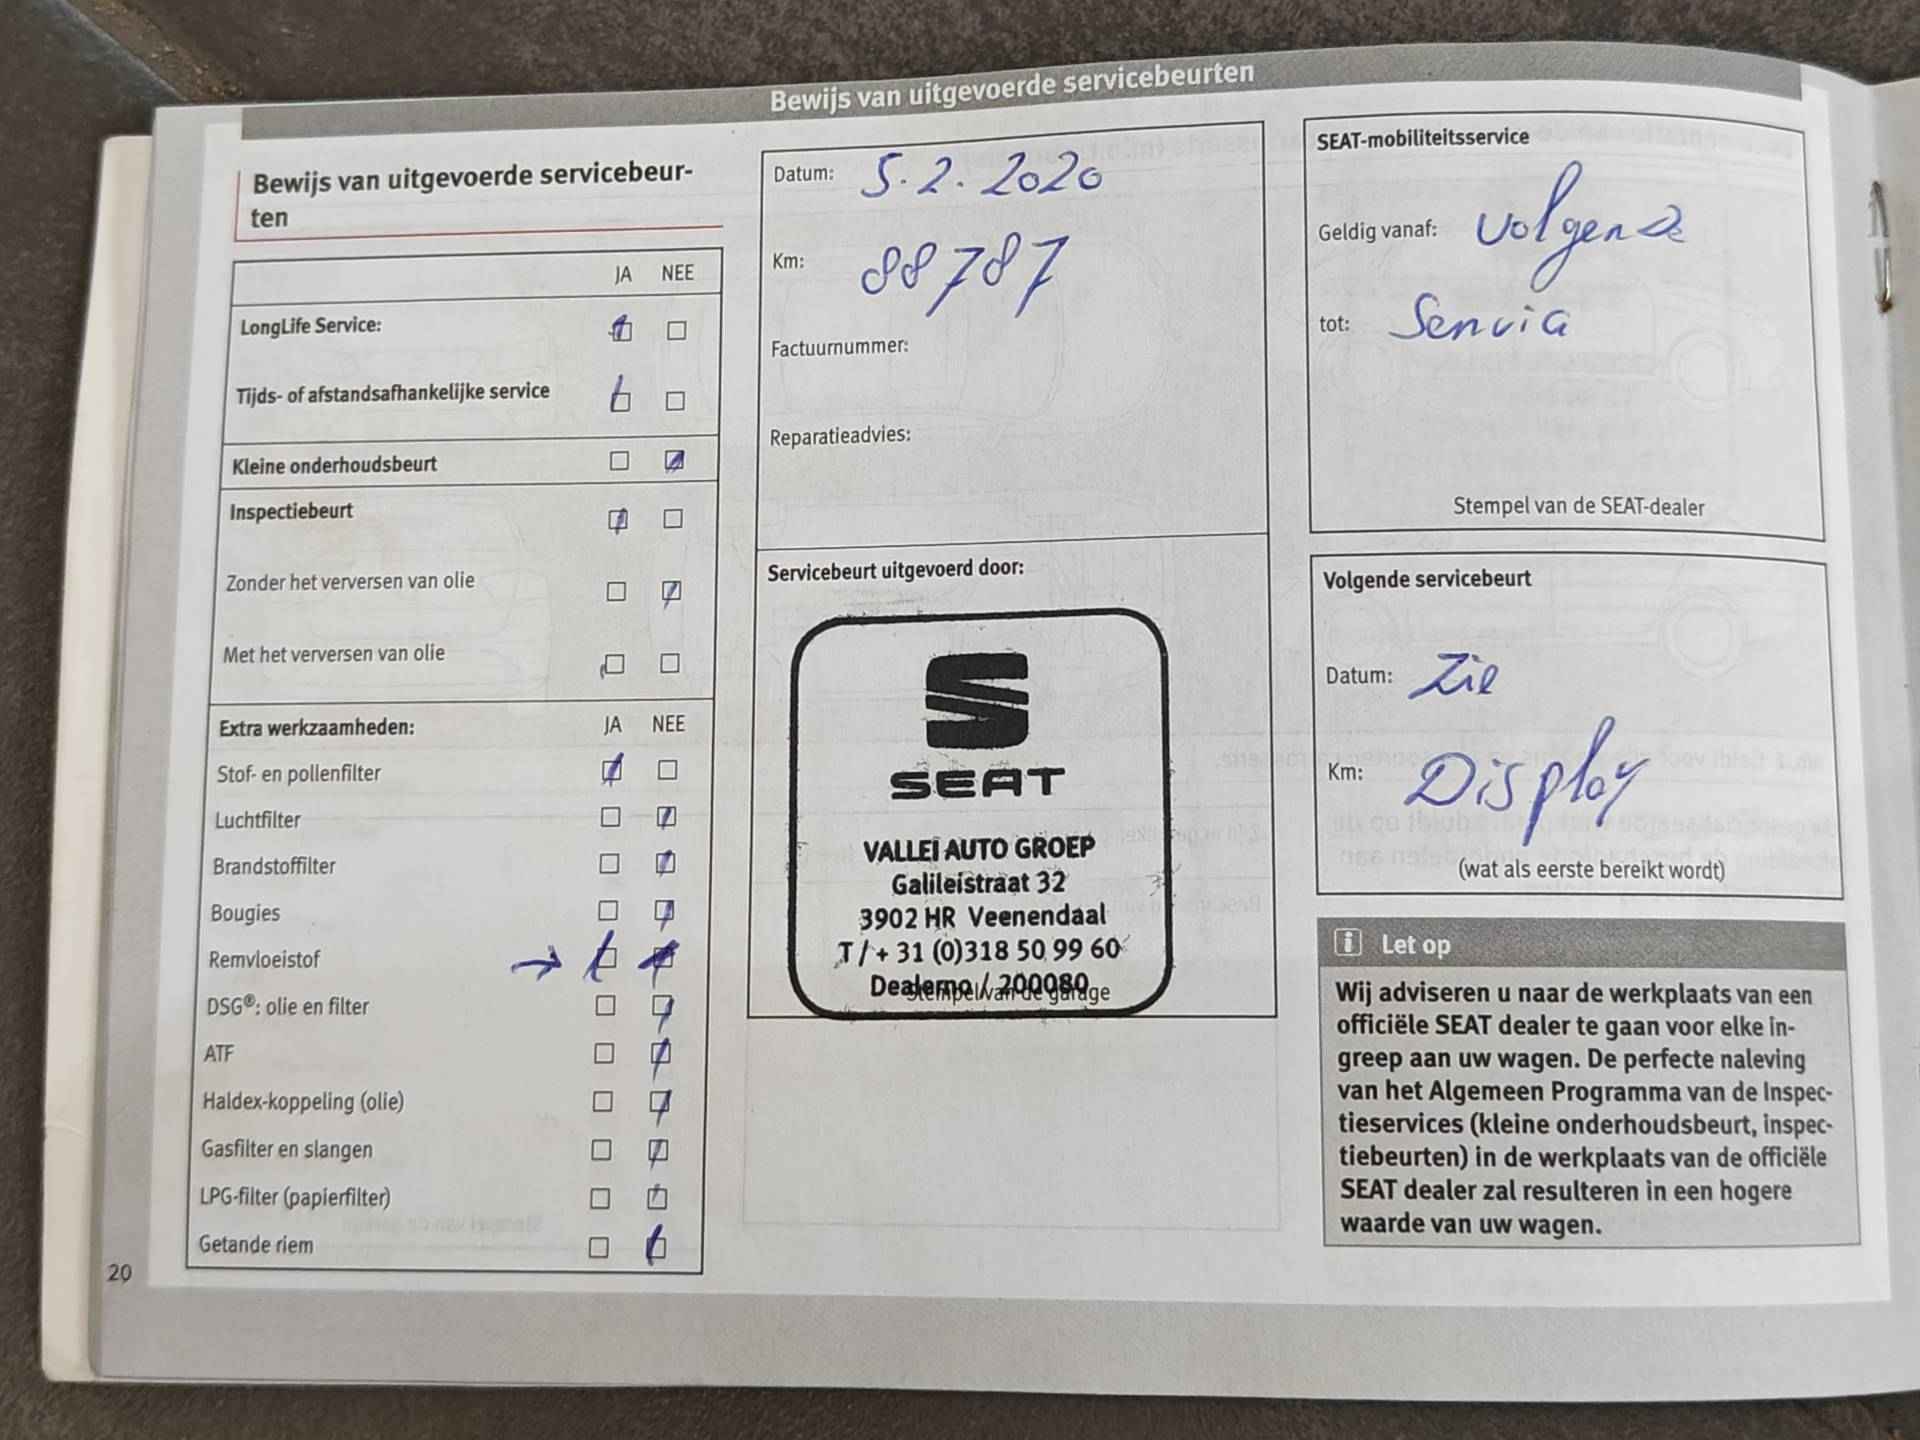 Bewijs van uitgevoerde servicebeurten
Bewijs van uitgevoerde servicebeur-
ten
JA NEE
LongLife Service:
Tijds- of afstandsafhankelijke service
Kleine onderhoudsbeurt
Inspectiebeurt
Zonder het verversen van olie
Met het verversen van olie
Extra werkzaamheden: JA NEE
Stof- en pollenfilter
Luchtfilter
Brandstoffilter
Bougies
Remvloeistof
DSG®: olie en filter
ATF
Haldex-koppeling (olie)
Gasfilter en slangen
LPG-filter (papierfilter)
Getande riem
20
Datum: 5.2.2020
Km: 88787
Factuurnummer:
Reparatieadvies:
Servicebeurt uitgevoerd door:
SEAT
VALLEI AUTO GROEP
Galileistraat 32
3902 HR Veenendaal
T / + 31 (0)318 50 99 60
Dealerno / 200080
Stempel van de garage
SEAT-mobiliteitsservice
Geldig vanaf: volgende
tot: Servia
Stempel van de SEAT-dealer
Volgende servicebeurt
Datum: Zie
Km: Display
(wat als eerste bereikt wordt)
i Let op
Wij adviseren u naar de werkplaats van een
officiële SEAT dealer te gaan voor elke in-
greep aan uw wagen. De perfecte naleving
van het Algemeen Programma van de Inspec-
tieservices (kleine onderhoudsbeurt, inspec-
tiebeurten) in de werkplaats van de officiële
SEAT dealer zal resulteren in een hogere
waarde van uw wagen.